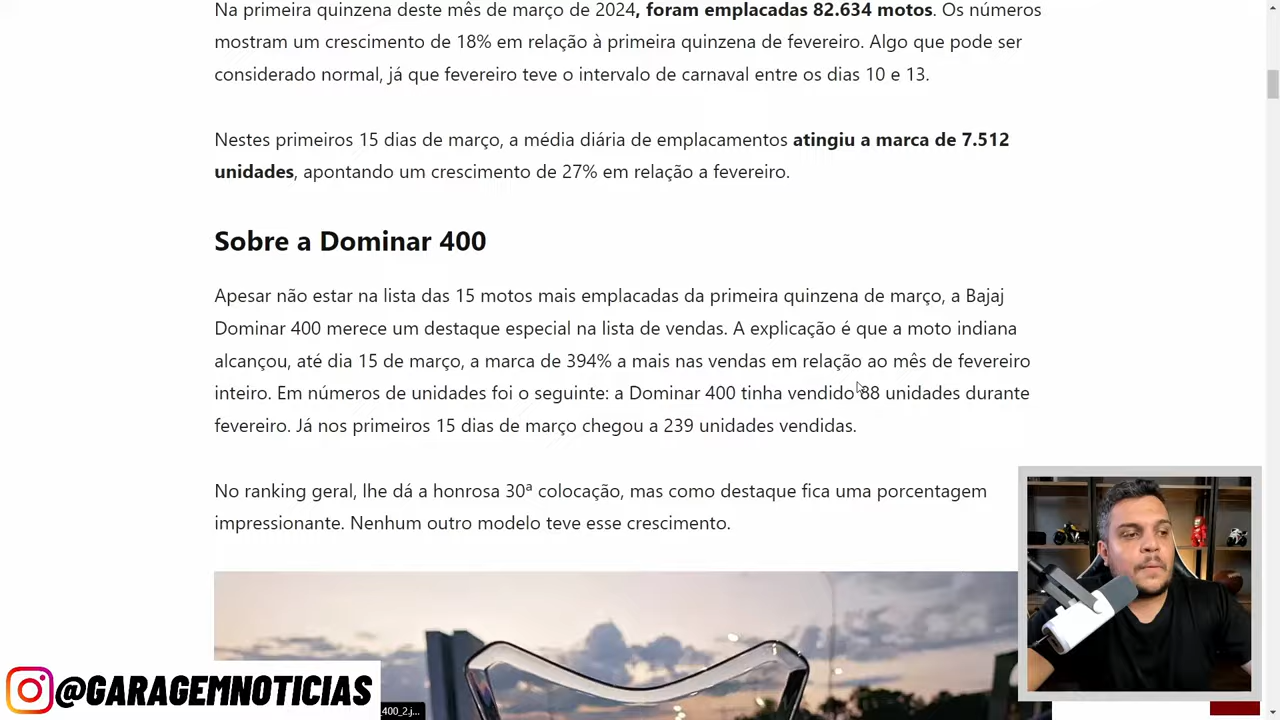 Na primeira quinzena deste mês de março de 2024, foram emplacadas 82.634 motos. Os números
mostram um crescimento de 18% em relação à primeira quinzena de fevereiro. Algo que pode ser
considerado normal, já que fevereiro teve o intervalo de carnaval entre os dias 10 e 13.
Nestes primeiros 15 dias de março, a média diária de emplacamentos atingiu a marca de 7.512
unidades, apontando um crescimento de 27% em relação a fevereiro.
Sobre a Dominar 400
Apesar não estar na lista das 15 motos mais emplacadas da primeira quinzena de março, a Bajaj
Dominar 400 merece um destaque especial na lista de vendas. A explicação é que a moto indiana
alcançou, até dia 15 de março, a marca de 394% a mais nas vendas em relação ao mês de fevereiro
inteiro. Em números de unidades foi o seguinte: a Dominar 400 tinha vendido 88 unidades durante
fevereiro. Já nos primeiros 15 dias de março chegou a 239 unidades vendidas.
No ranking geral, lhe dá a honrosa 30ª colocação, mas como destaque fica uma porcentagem
impressionante. Nenhum outro modelo teve esse crescimento.
@GARAGEMNOTICIAS
_400_2.j...